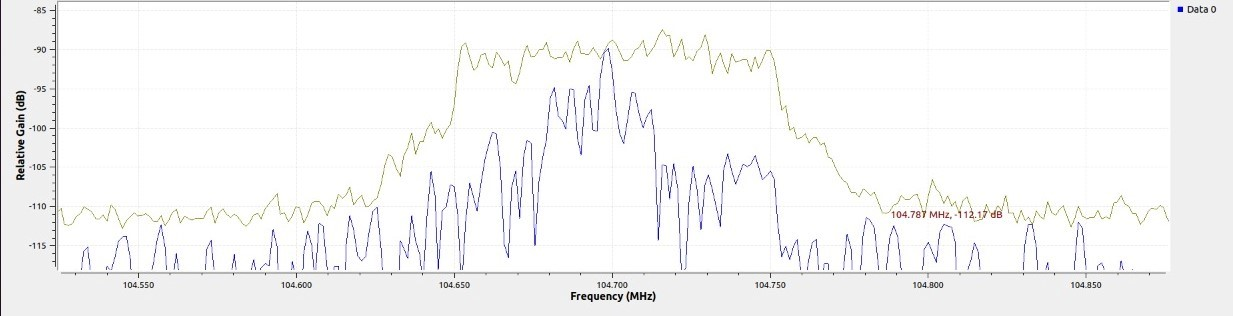 Data 0
-85
-90
-95
-100
-105
-110
-115
Relative Gain (dB)
104.787 MHz, -112.17 dB
104.550 104.600 104.650 104.700 104.750 104.800 104.850
Frequency (MHz)